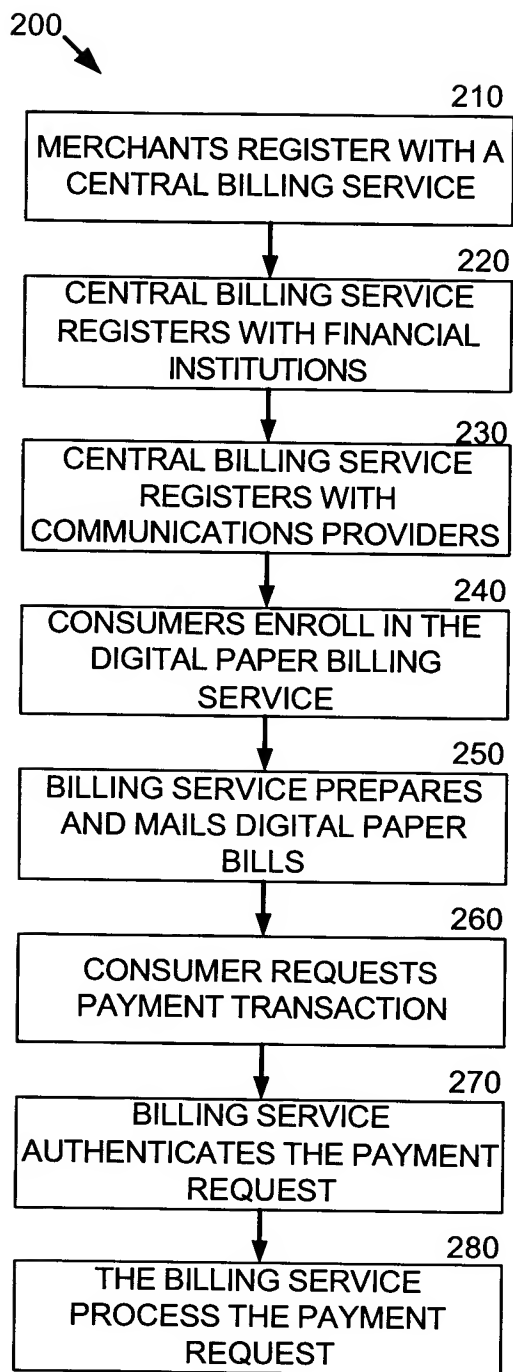 200
210
MERCHANTS REGISTER WITH A
CENTRAL BILLING SERVICE
220
CENTRAL BILLING SERVICE
REGISTERS WITH FINANCIAL
INSTITUTIONS
230
CENTRAL BILLING SERVICE
REGISTERS WITH
COMMUNICATIONS PROVIDERS
240
CONSUMERS ENROLL IN THE
DIGITAL PAPER BILLING
SERVICE
250
BILLING SERVICE PREPARES
AND MAILS DIGITAL PAPER
BILLS
260
CONSUMER REQUESTS
PAYMENT TRANSACTION
270
BILLING SERVICE
AUTHENTICATES THE PAYMENT
REQUEST
280
THE BILLING SERVICE
PROCESS THE PAYMENT
REQUEST